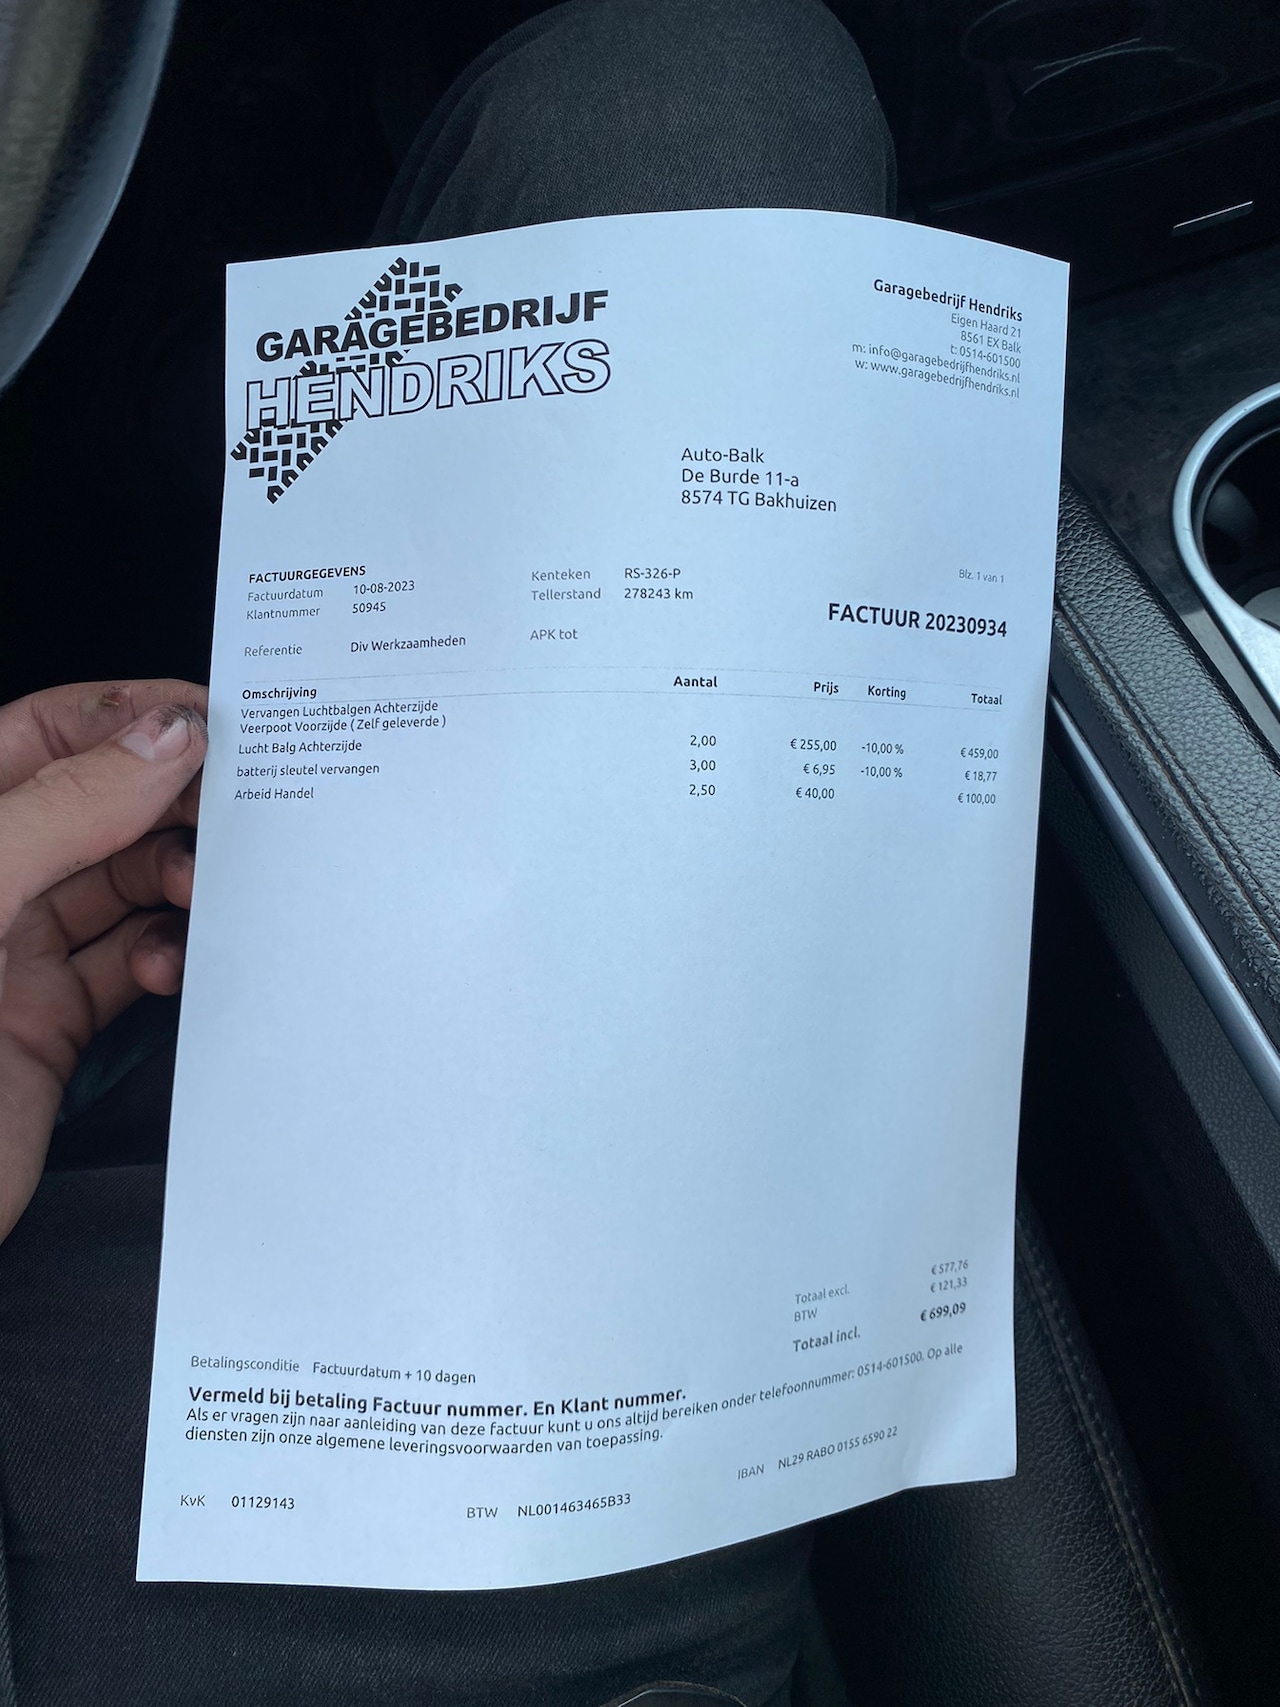 GARAGEBEDRIJF
HENDRIKS
Garagebedrijf Hendriks
Eigen Haard 21
8561 EX Balk
t: 0514-601500
m: info@garagebedrijfhendriks.nl
w: www.garagebedrijfhendriks.nl
Auto-Balk
De Burde 11-a
8574 TG Bakhuizen
FACTUURGEGEVENS
Factuurdatum 10-08-2023
Klantnummer 50945
Referentie Div Werkzaamheden
Kenteken RS-326-P
Tellerstand 278243 km
APK tot
Blz. 1 van 1
FACTUUR 20230934
Omschrijving Aantal Prijs Korting Totaal
Vervangen Luchtbalgen Achterzijde
Veerpoot Voorzijde ( Zelf geleverde )
Lucht Balg Achterzijde 2,00 € 255,00 -10,00 % € 459,00
batterij sleutel vervangen 3,00 € 6,95 -10,00 % € 18,77
Arbeid Handel 2,50 € 40,00 € 100,00
Totaal excl. € 577,76
BTW € 121,33
Totaal incl. € 699,09
Betalingsconditie Factuurdatum + 10 dagen
Vermeld bij betaling Factuur nummer. En Klant nummer.
Als er vragen zijn naar aanleiding van deze factuur kunt u ons altijd bereiken onder telefoonnummer: 0514-601500. Op alle
diensten zijn onze algemene leveringsvoorwaarden van toepassing.
KvK 01129143 BTW NL001463465B33 IBAN NL29 RABO 0155 6590 22